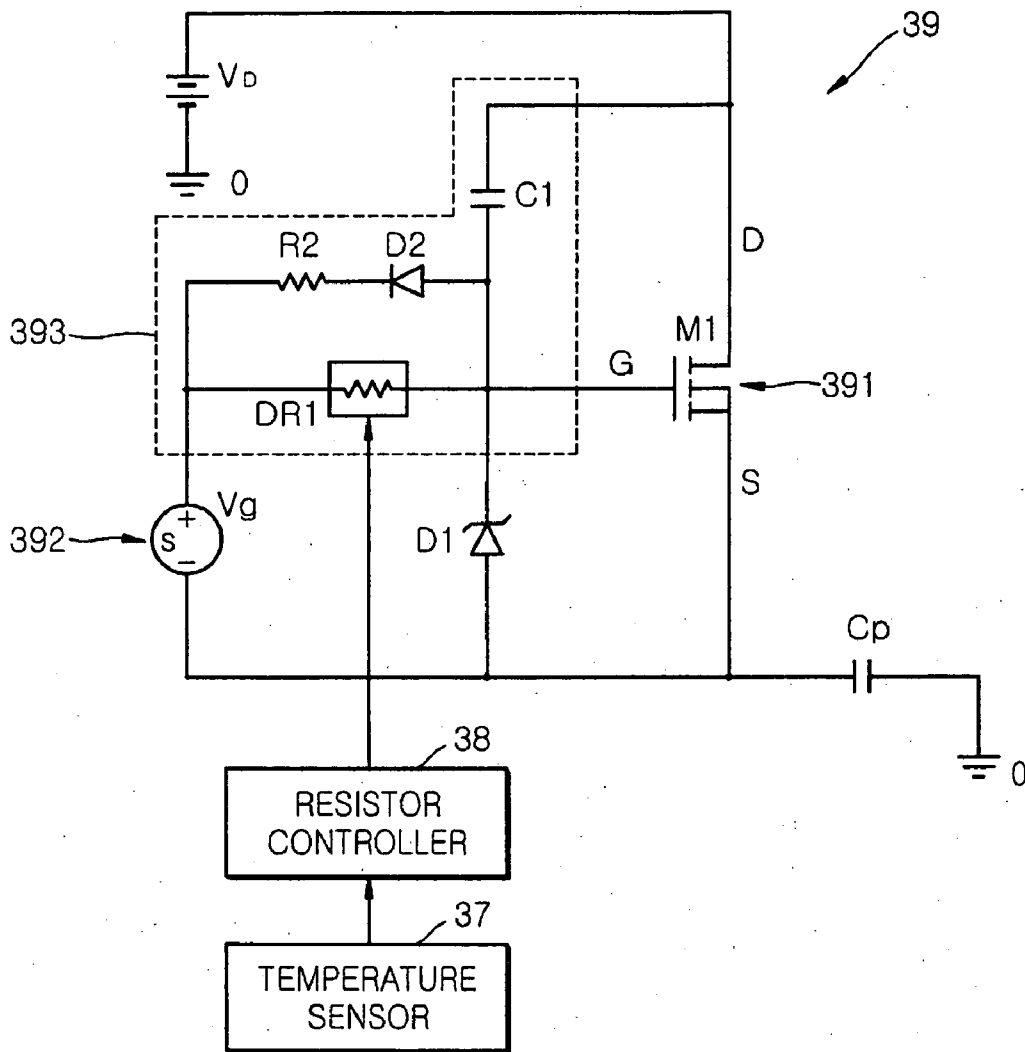 39
VD
0
C1
R2
D2
D
393
M1
G
391
DR1
S
Vg
392
+
S
−
D1
Cp
0
38
RESISTOR
CONTROLLER
37
TEMPERATURE
SENSOR